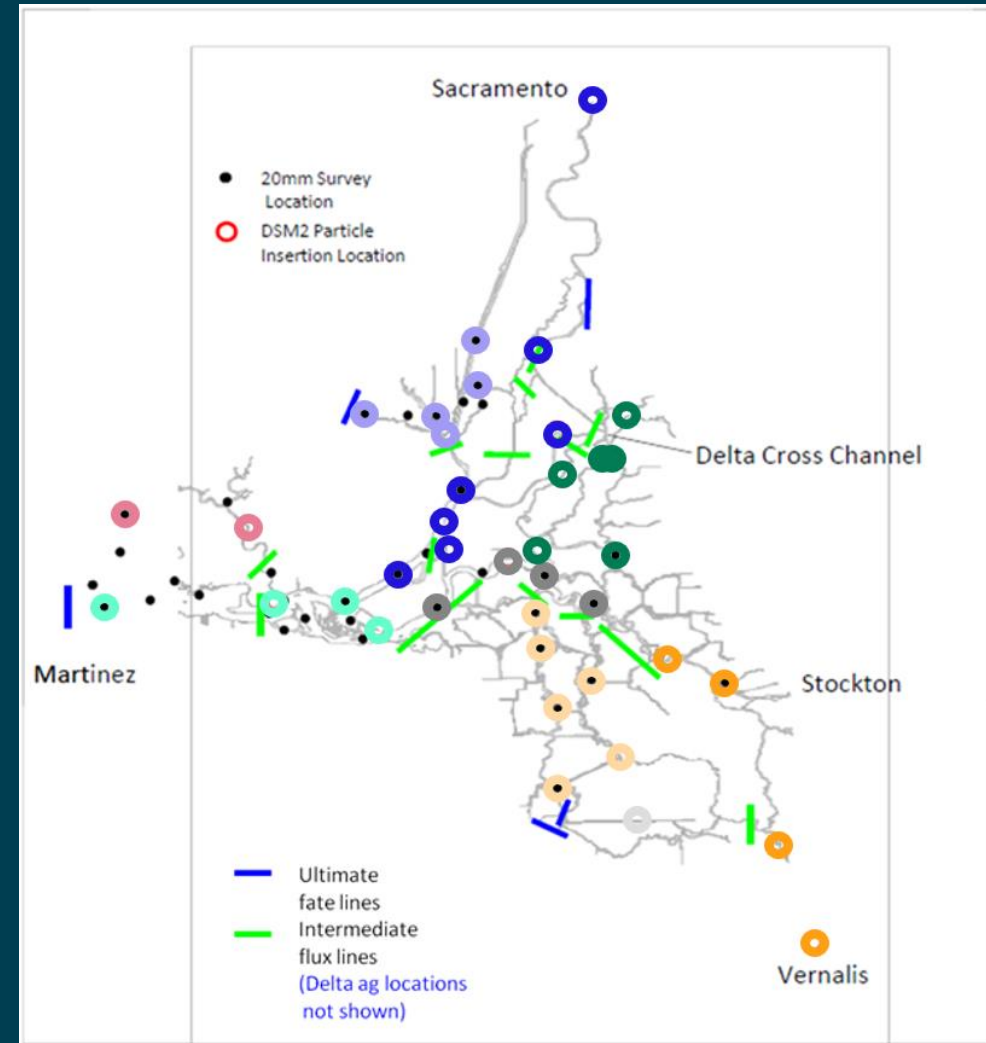 Sacramento
20mm Survey
Location
DSM2 Particle
Insertion Location
Delta Cross Channel
Martinez
Stockton
Ultimate
fate lines
Intermediate
flux lines
(Delta ag locations
not shown)
Vernalis